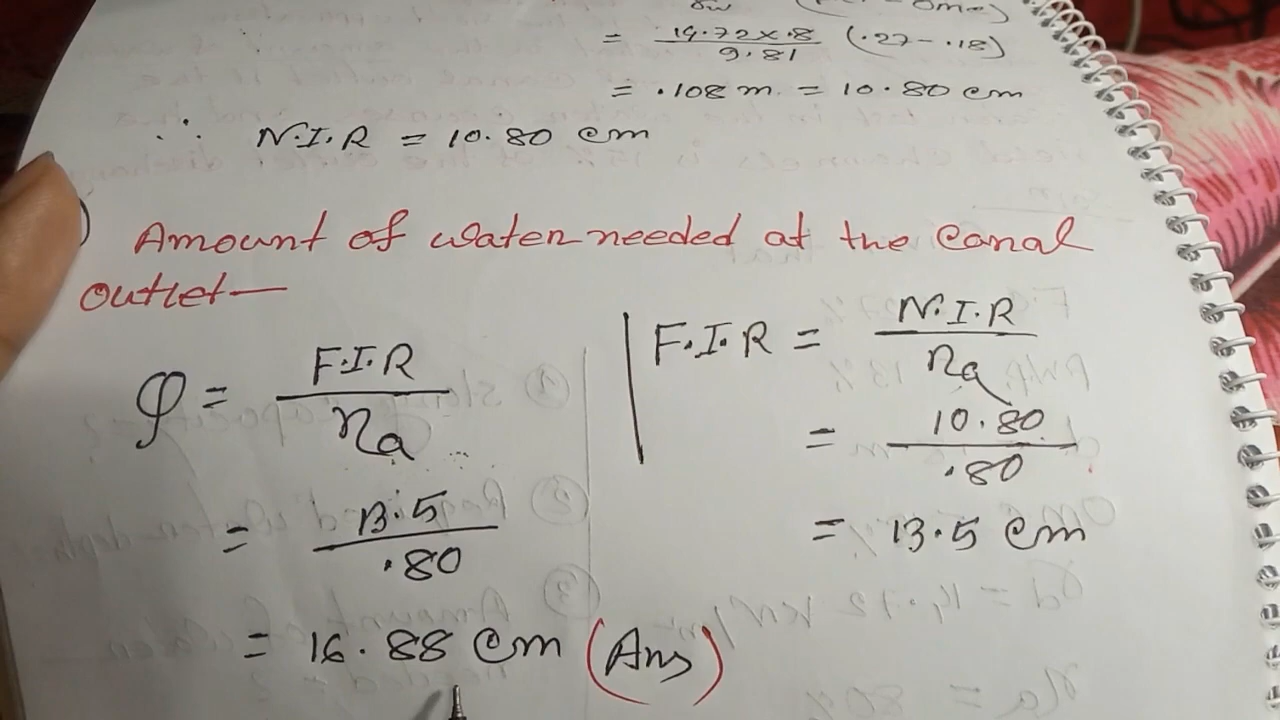 = 14.72×.8 / 9.81 (.27-.18)
= .108 m = 10.80 cm
∴ N.I.R = 10.80 cm
) Amount of water needed at the canal
outlet—
φ = F.I.R / ηa
= 13.5 / .80
= 16.88 cm (Ans)
F.I.R = N.I.R / ηa
= 10.80 / .80
= 13.5 cm